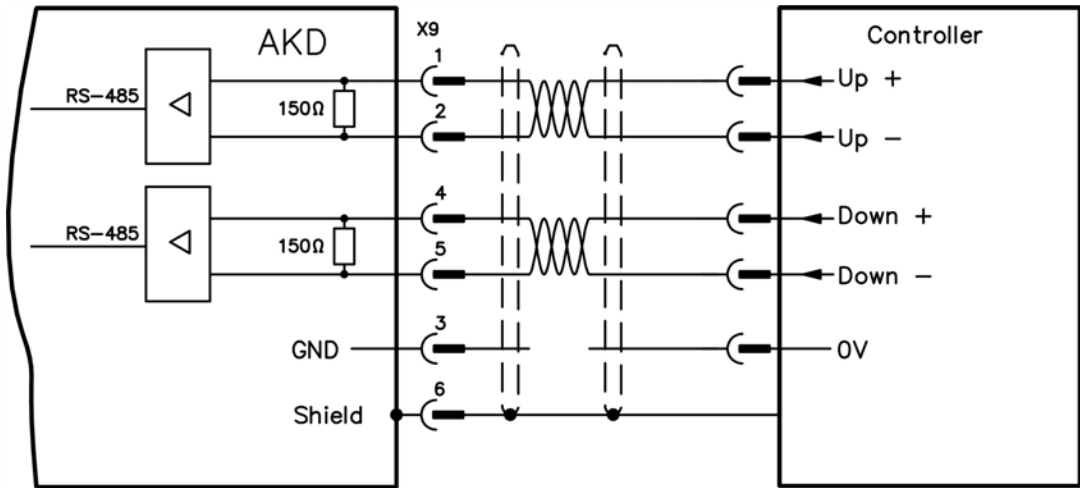 AKD
X9
Controller
1
Up +
RS-485
150Ω
2
Up -
4
Down +
RS-485
150Ω
5
Down -
3
GND
0V
6
Shield